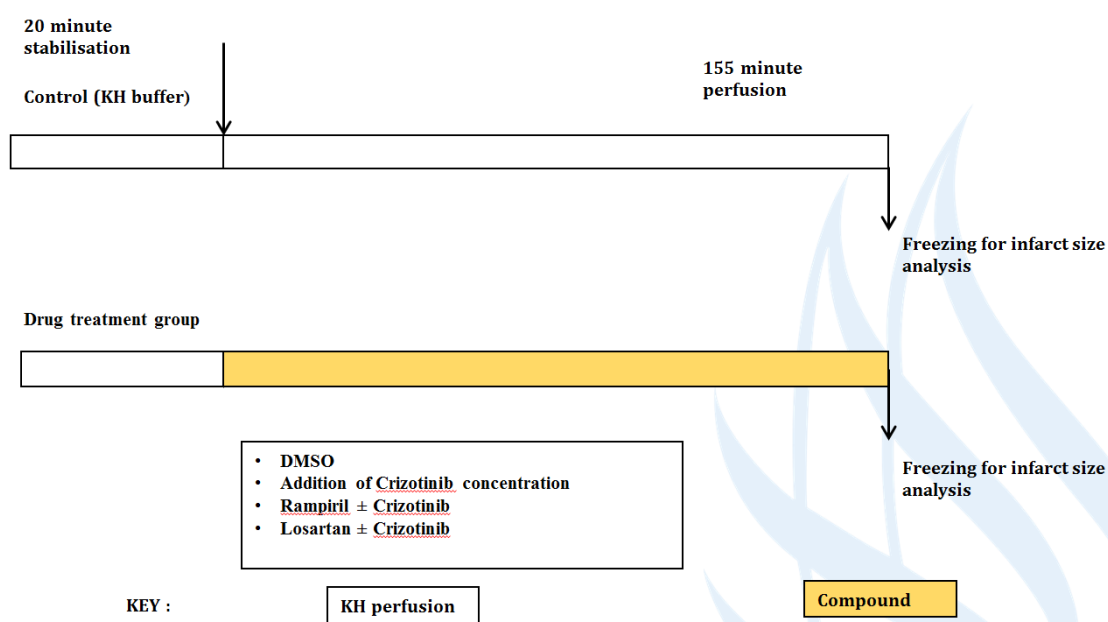 20 minute
stabilisation
Control (KH buffer)
155 minute
perfusion
Freezing for infarct size
analysis
Drug treatment group
• DMSO
• Addition of Crizotinib concentration
• Rampiril ± Crizotinib
• Losartan ± Crizotinib
Freezing for infarct size
analysis
KEY :
KH perfusion
Compound